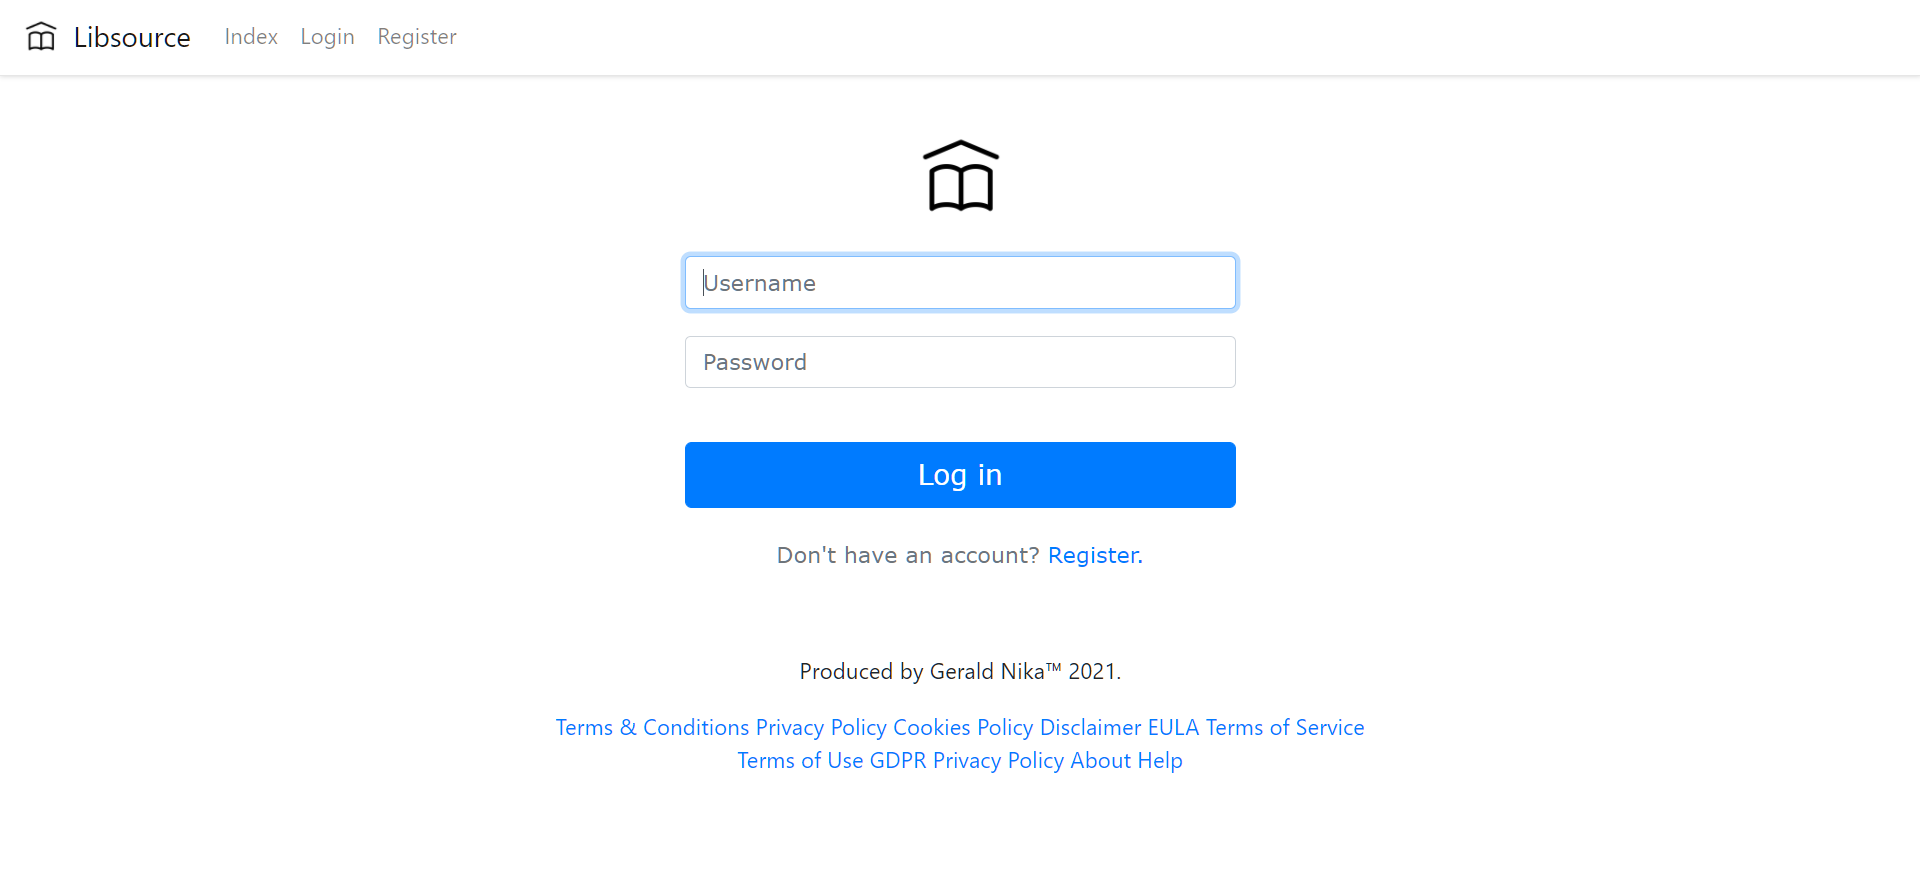 Libsource Index Login Register
Username
Password
Log in
Don't have an account? Register.
Produced by Gerald Nika™ 2021.
Terms & Conditions Privacy Policy Cookies Policy Disclaimer EULA Terms of Service
Terms of Use GDPR Privacy Policy About Help